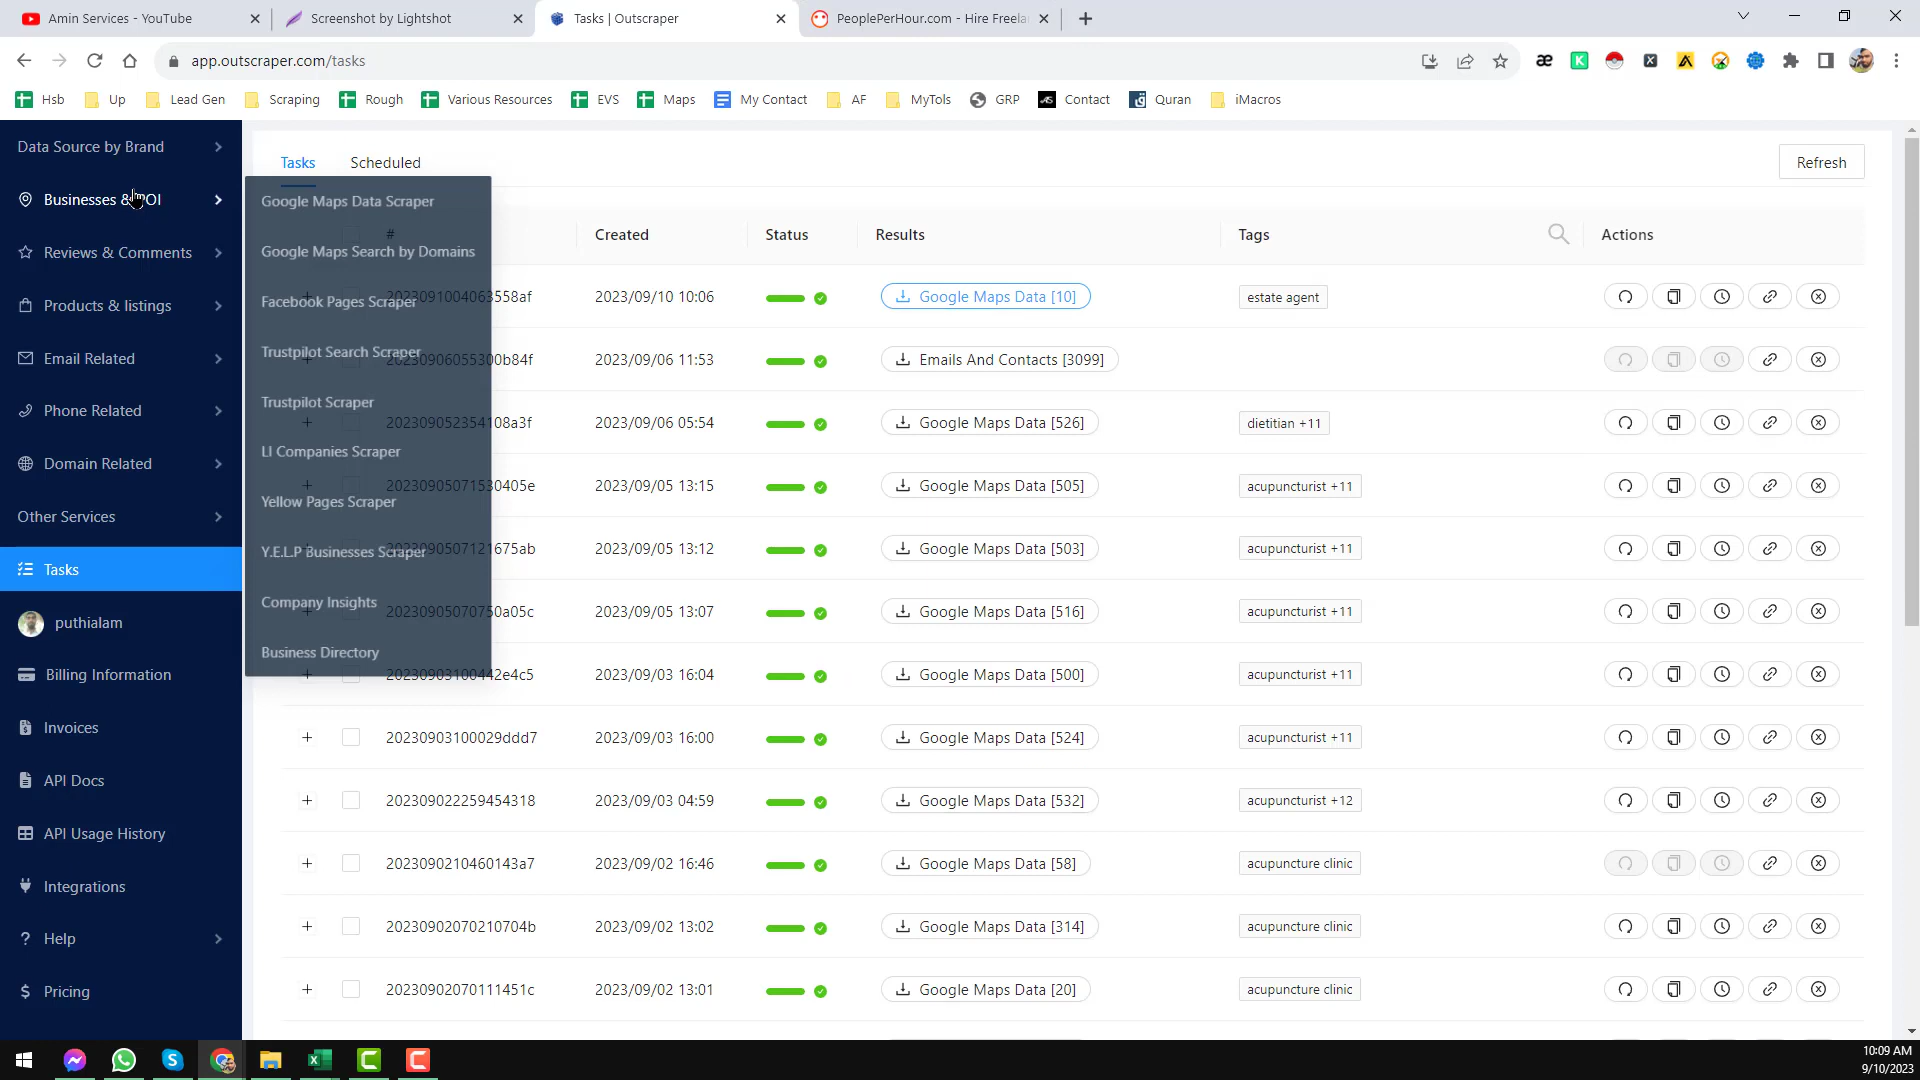 Amin Services - YouTube
Screenshot by Lightshot
Tasks | Outscraper
PeoplePerHour.com - Hire Freela
app.outscraper.com/tasks
Hsb
Up
Lead Gen
Scraping
Rough
Various Resources
EVS
Maps
My Contact
AF
MyTols
GRP
Contact
Quran
iMacros
Data Source by Brand
Businesses & POI
Reviews & Comments
Products & listings
Email Related
Phone Related
Domain Related
Other Services
Tasks
puthialam
Billing Information
Invoices
API Docs
API Usage History
Integrations
Help
Pricing
Google Maps Data Scraper
Google Maps Search by Domains
Facebook Pages Scraper
Trustpilot Search Scraper
Trustpilot Scraper
LI Companies Scraper
Yellow Pages Scraper
Y.E.L.P Businesses Scraper
Company Insights
Business Directory
Tasks Scheduled
Refresh
# Created Status Results Tags Actions
2023091004063558af 2023/09/10 10:06 Google Maps Data [10] estate agent
20230906055300b84f 2023/09/06 11:53 Emails And Contacts [3099]
202309052354108a3f 2023/09/06 05:54 Google Maps Data [526] dietitian +11
20230905071530405e 2023/09/05 13:15 Google Maps Data [505] acupuncturist +11
202309050712167​5ab 2023/09/05 13:12 Google Maps Data [503] acupuncturist +11
20230905070750a05c 2023/09/05 13:07 Google Maps Data [516] acupuncturist +11
20230903100442e4c5 2023/09/03 16:04 Google Maps Data [500] acupuncturist +11
20230903100029ddd7 2023/09/03 16:00 Google Maps Data [524] acupuncturist +11
202309022259454318 2023/09/03 04:59 Google Maps Data [532] acupuncturist +12
2023090210460143a7 2023/09/02 16:46 Google Maps Data [58] acupuncture clinic
20230902070210704b 2023/09/02 13:02 Google Maps Data [314] acupuncture clinic
20230902070111451c 2023/09/02 13:01 Google Maps Data [20] acupuncture clinic
10:09 AM
9/10/2023